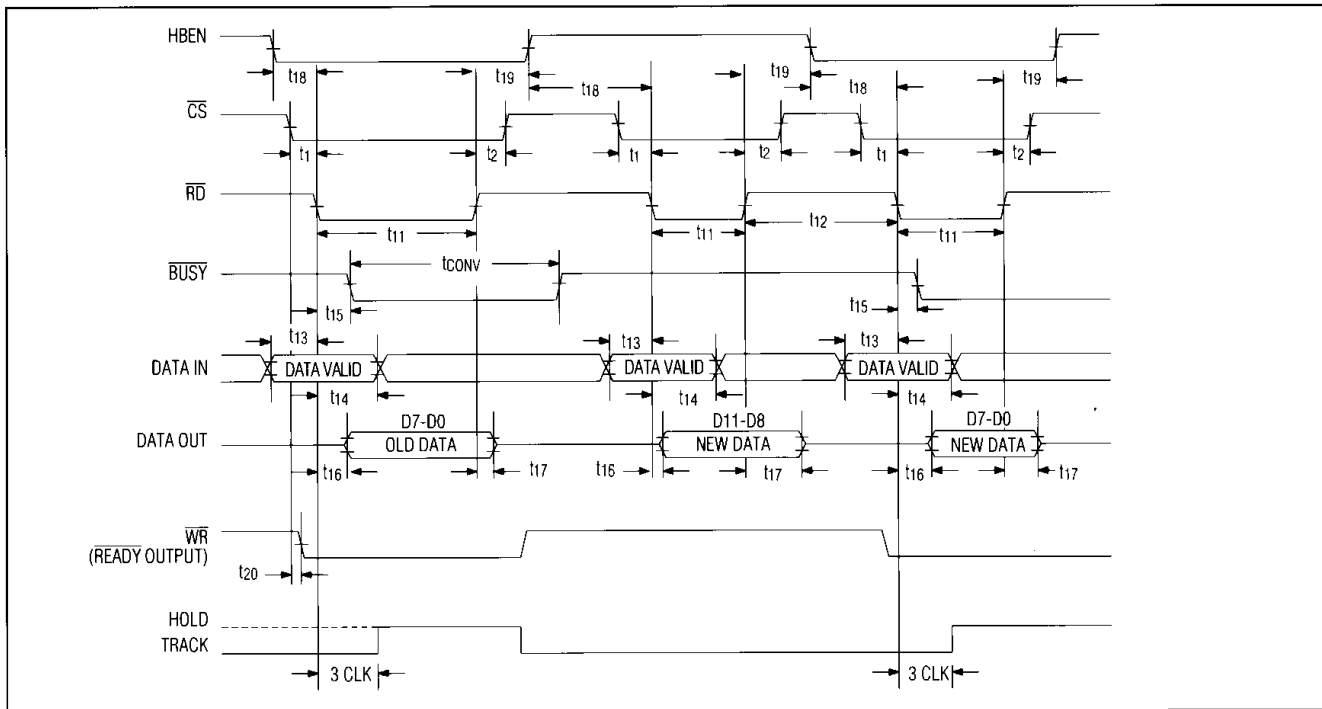 HBEN
t18 t19 t18 t19 t18 t19
CS
t1 t2 t1 t2 t1 t2
RD
t11 t11 t12 t11
BUSY
tCONV
t15 t15
t13 t13 t13
DATA IN DATA VALID DATA VALID DATA VALID
t14 t14 t14
D7-D0 D11-D8 D7-D0
DATA OUT OLD DATA NEW DATA NEW DATA
t16 t17 t16 t17 t16 t17
WR
(READY OUTPUT)
t20
HOLD
TRACK
3 CLK 3 CLK